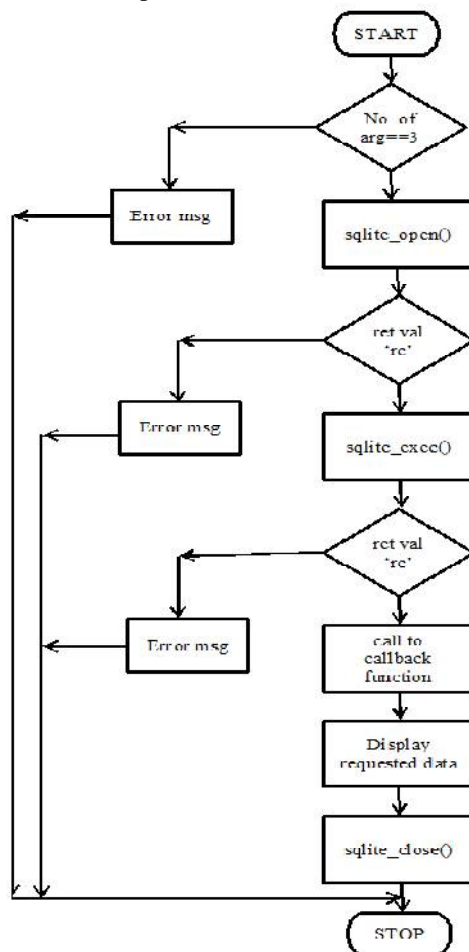 START
No. of
arg==3
Error msg
sqlite_open()
ret val
'rc'
Error msg
sqlite_exec()
ret val
'rc'
Error msg
call to
callback
function
Display
requested data
sqlite_close()
STOP